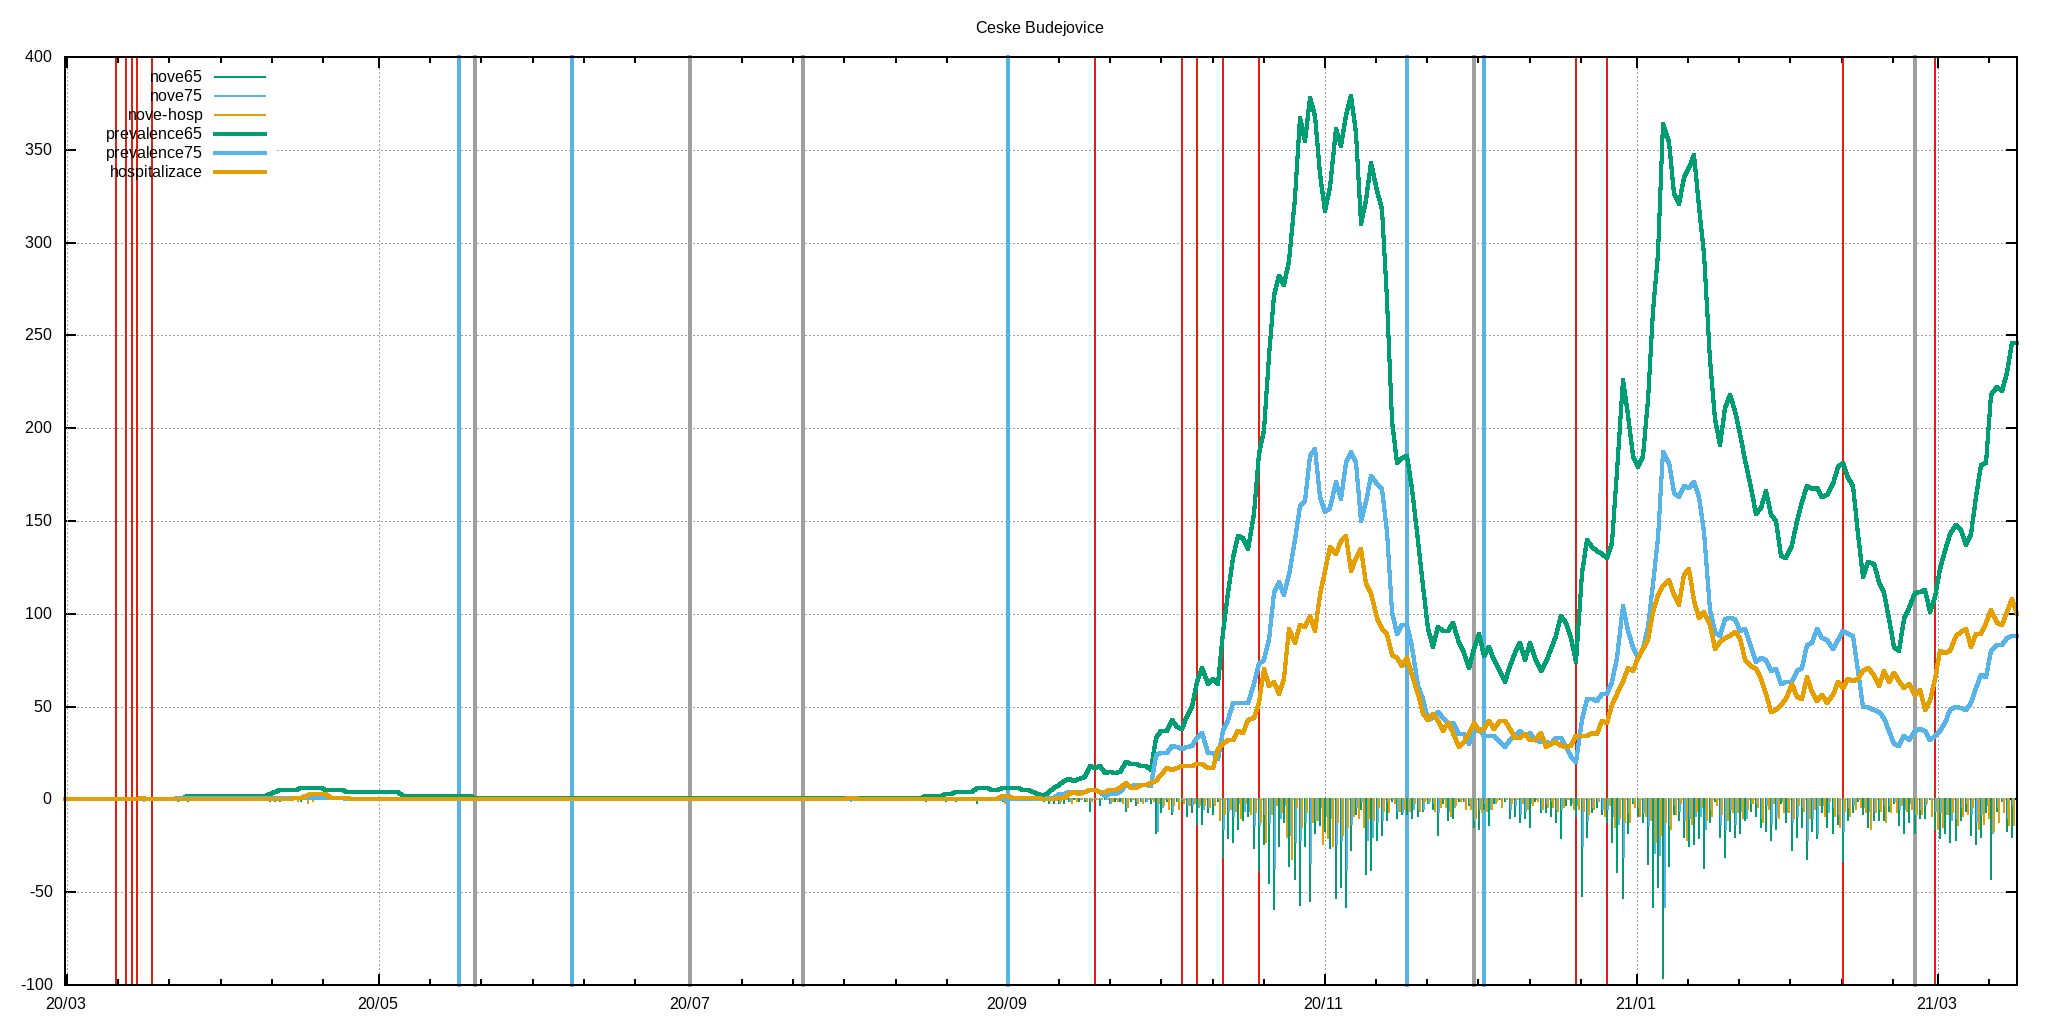 Ceske Budejovice
400
350
300
250
200
150
100
50
0
-50
-100
nove65
nove75
nove-hosp
prevalence65
prevalence75
hospitalizace
20/03 20/05 20/07 20/09 20/11 21/01 21/03